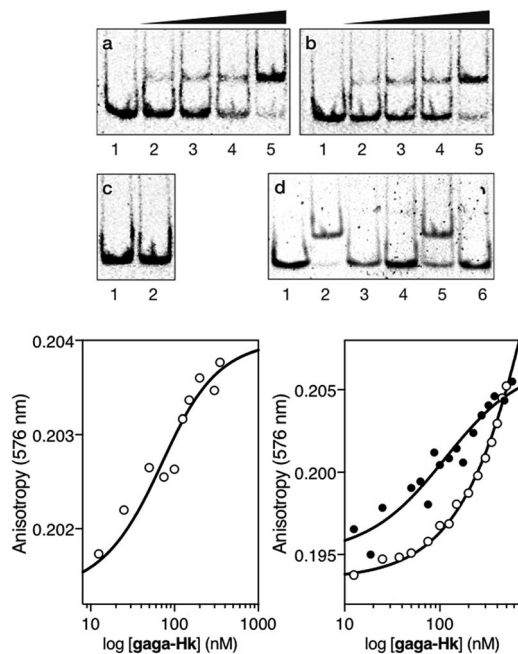 a
b
1 2 3 4 5
1 2 3 4 5
c
d
1 2
1 2 3 4 5 6
0.204
0.203
0.202
Anisotropy (576 nm)
10 100 1000
log [gaga-Hk] (nM)
0.205
0.200
0.195
Anisotropy (576 nm)
10 100
log [gaga-Hk] (nM)